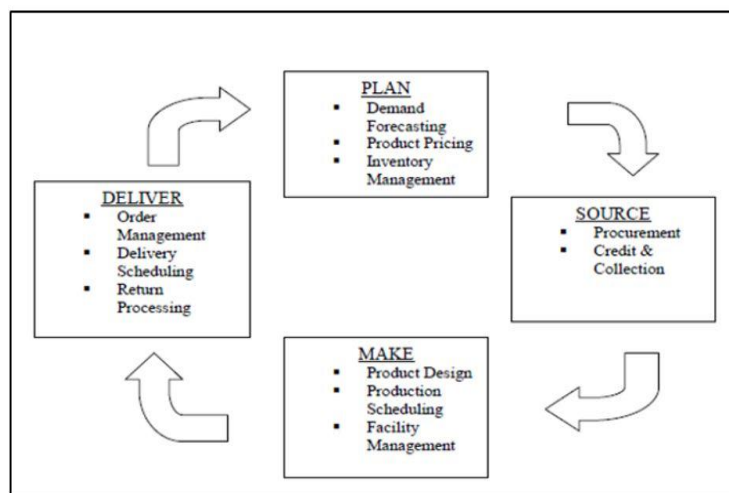 PLAN
▪ Demand
Forecasting
▪ Product Pricing
▪ Inventory
Management
SOURCE
▪ Procurement
▪ Credit &
Collection
MAKE
▪ Product Design
▪ Production
Scheduling
▪ Facility
Management
DELIVER
▪ Order
Management
▪ Delivery
Scheduling
▪ Return
Processing